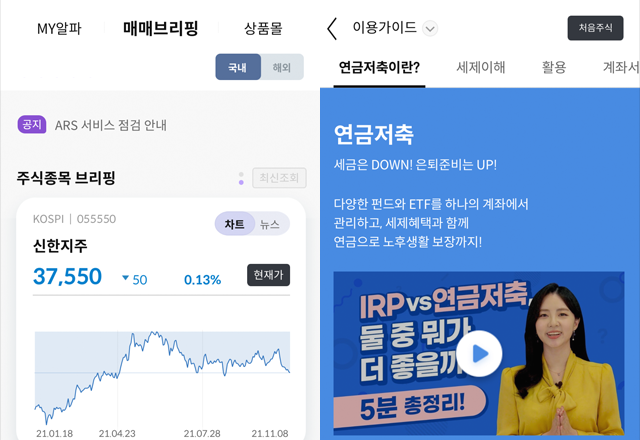 MY알파
매매브리핑
상품몰
국내
해외
공지 ARS 서비스 점검 안내
주식종목 브리핑
최신조회
KOSPI | 055550
차트
뉴스
신한지주
37,550
50
0.13%
현재가
21.01.18
21.04.23
21.07.28
21.11.08
이용가이드
처음주식
연금저축이란?
세제이해
활용
계좌서
연금저축
세금은 DOWN! 은퇴준비는 UP!
다양한 펀드와 ETF를 하나의 계좌에서
관리하고, 세제혜택과 함께
연금으로 노후생활 보장까지!
IRP vs 연금저축,
둘 중 뭐가
더 좋을까
5분 총정리!